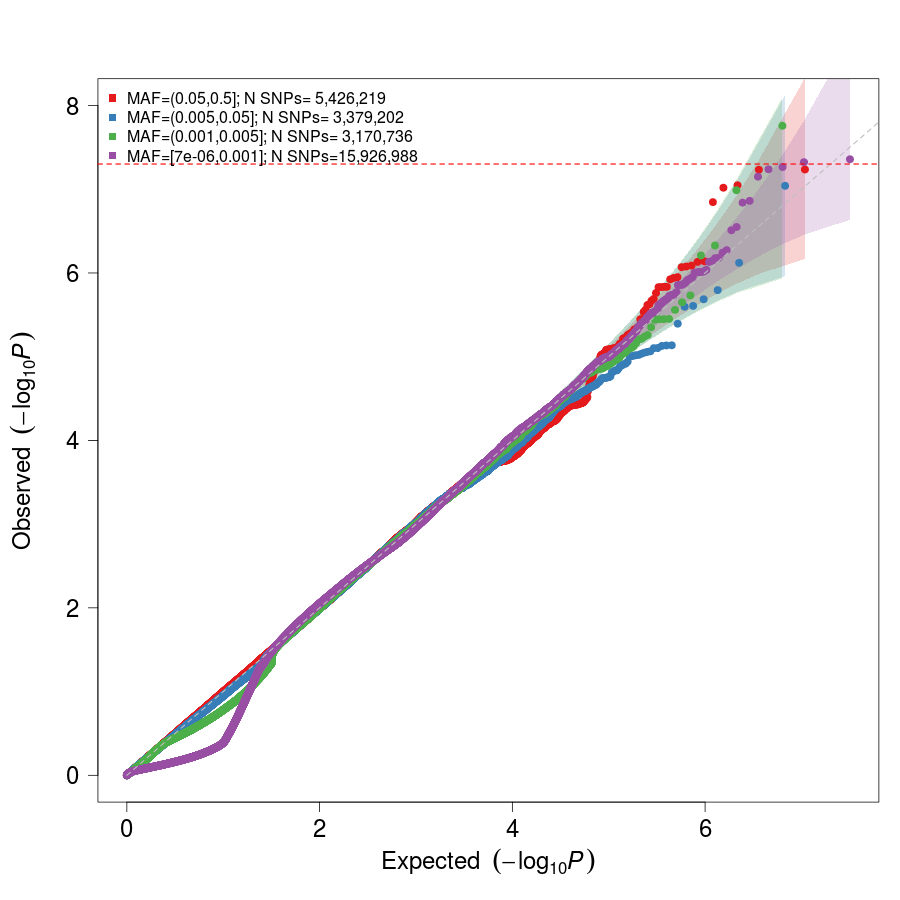 MAF=(0.05,0.5]; N SNPs= 5,426,219
MAF=(0.005,0.05]; N SNPs= 3,379,202
MAF=(0.001,0.005]; N SNPs= 3,170,736
MAF=[7e-06,0.001]; N SNPs=15,926,988
8
6
4
2
0
Observed (−log₁₀P)
0 2 4 6
Expected (−log₁₀P)